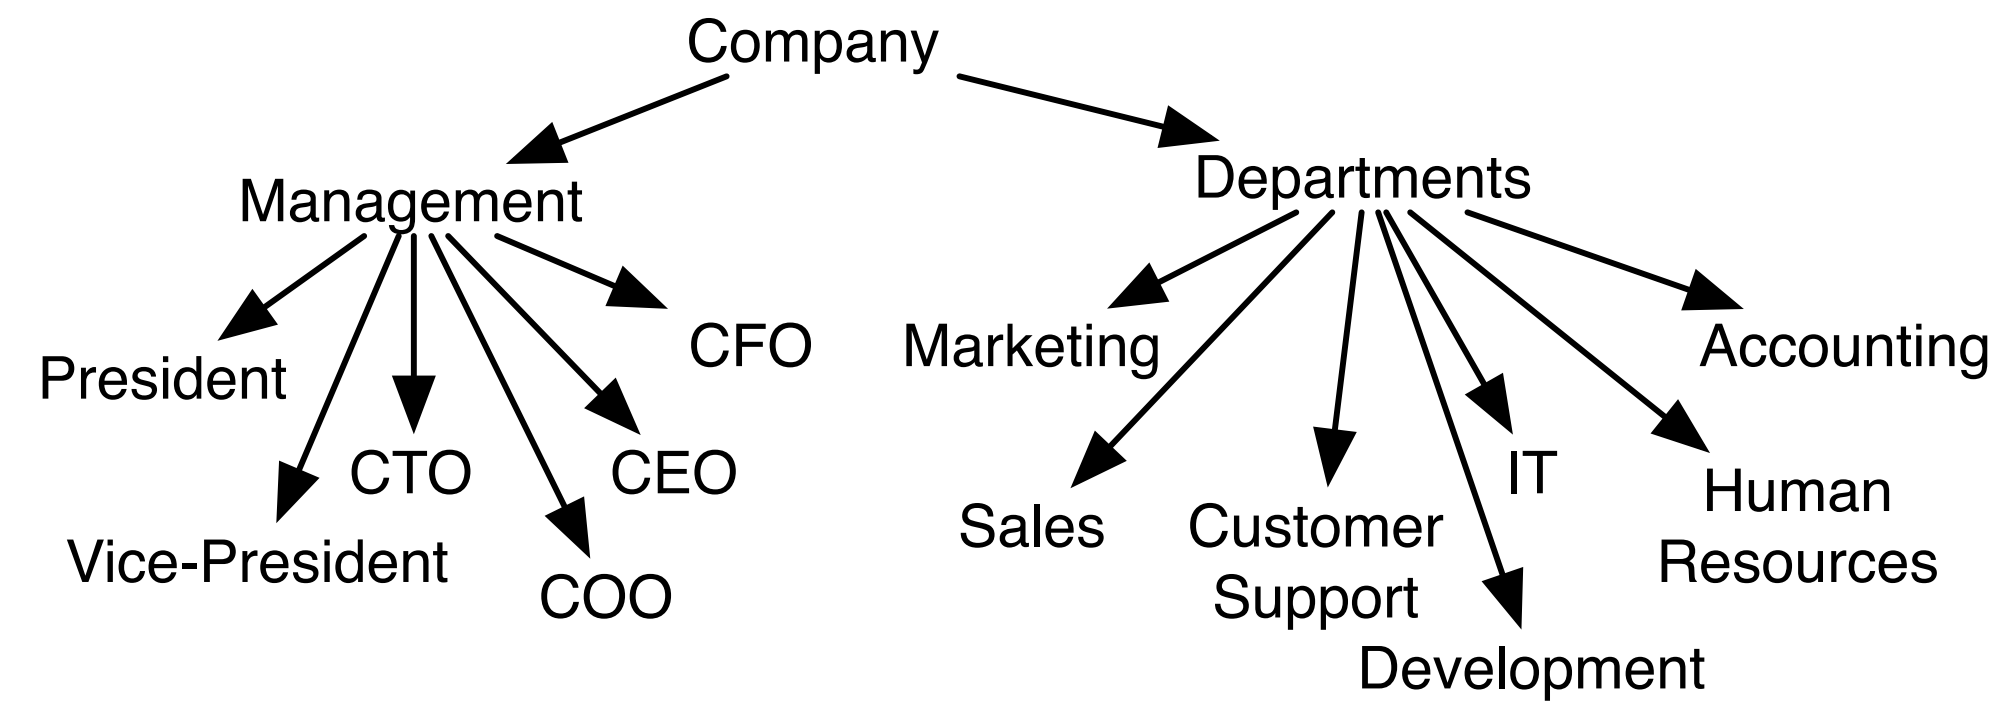 Company
Management
Departments
President
CFO
Marketing
Accounting
Vice-President
CTO
CEO
COO
Sales
Customer
Support
IT
Development
Human
Resources